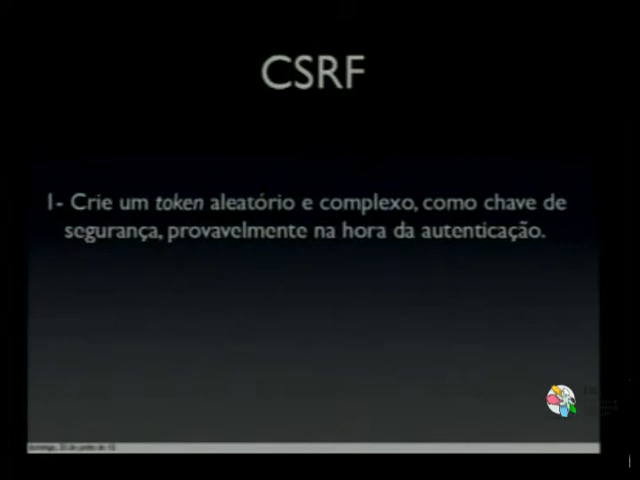 CSRF
1- Crie um token aleatório e complexo, como chave de
segurança, provavelmente na hora da autenticação.